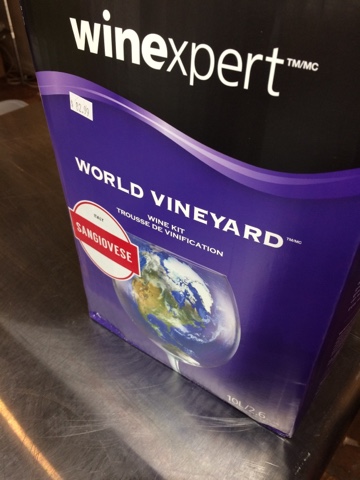 winexpert™/MC
WORLD VINEYARD™/MC
WINE KIT
TROUSSE DE VINIFICATION
ITALY
SANGIOVESE
10L/2.6